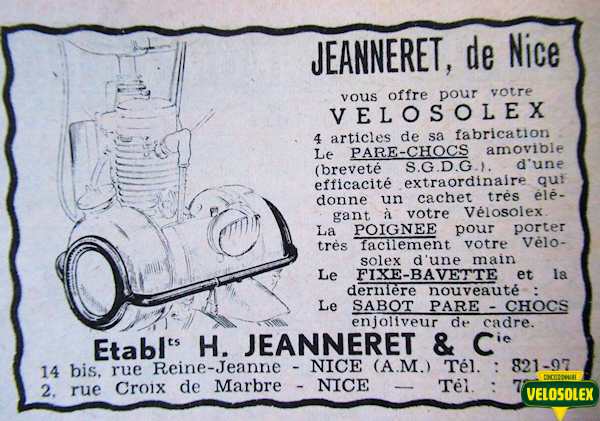 JEANNERET, de Nice
vous offre pour votre
VELOSOLEX
4 articles de sa fabrication
Le PARE-CHOCS amovible
(breveté S.G.D.G.), d'une
efficacité extraordinaire qui
donne un cachet très élé-
gant à votre Vélosolex.
La POIGNEE pour porter
très facilement votre Vélo-
solex d'une main
Le FIXE-BAVETTE et la
dernière nouveauté :
Le SABOT PARE - CHOCS
enjoliveur de cadre.
Etablts H. JEANNERET & Cie
14 bis, rue Reine-Jeanne - NICE (A.M.) Tél. : 821-97
2, rue Croix de Marbre - NICE — Tél. : 7
CONCESSIONNAIRE
VELOSOLEX